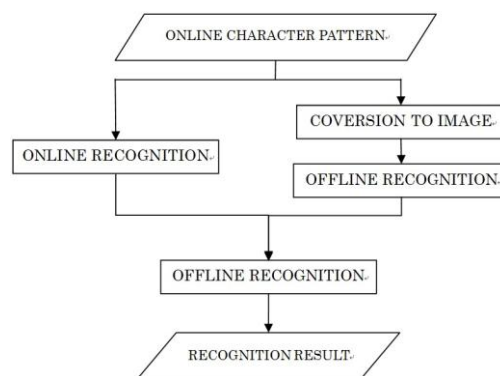 ONLINE CHARACTER PATTERN
COVERSION TO IMAGE
ONLINE RECOGNITION
OFFLINE RECOGNITION
OFFLINE RECOGNITION
RECOGNITION RESULT